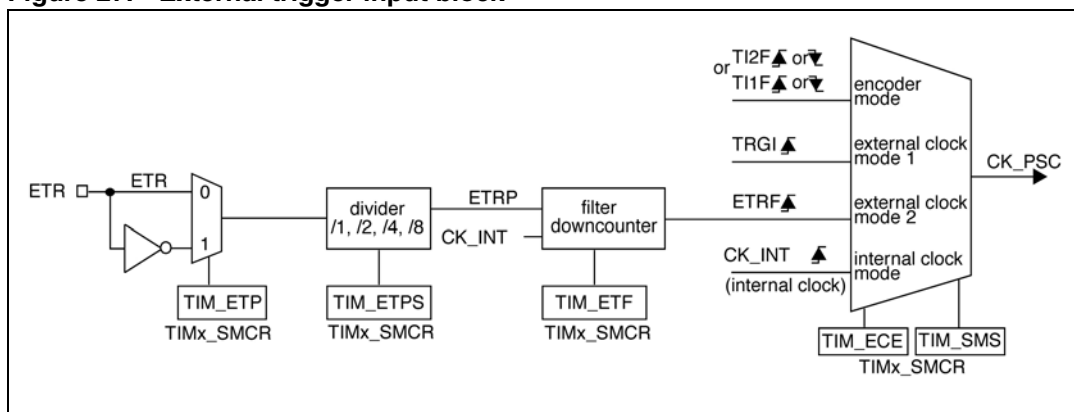 Figure 27. External trigger input block
or
TI2F or
TI1F or
encoder
mode
TRGI
external clock
mode 1
CK_PSC
ETR
ETR
0
1
divider
/1, /2, /4, /8
ETRP
CK_INT
filter
downcounter
ETRF
external clock
mode 2
CK_INT
(internal clock)
internal clock
mode
TIM_ETP
TIMx_SMCR
TIM_ETPS
TIMx_SMCR
TIM_ETF
TIMx_SMCR
TIM_ECE
TIM_SMS
TIMx_SMCR